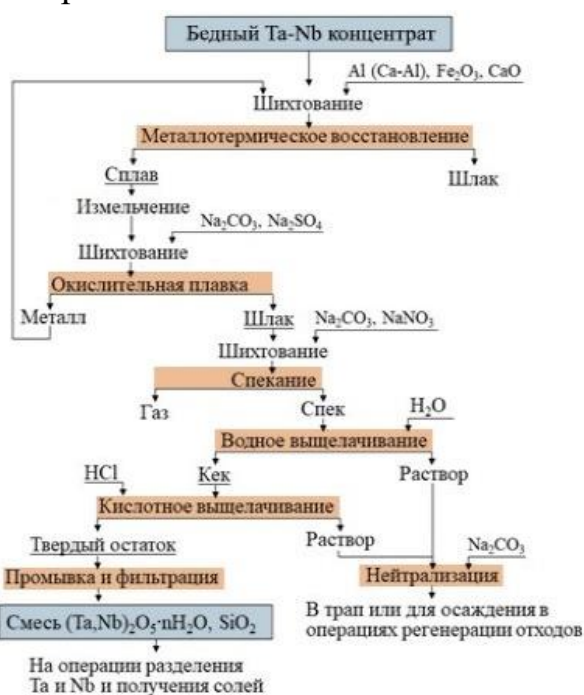 Бедный Ta-Nb концентрат
Al (Ca-Al), Fe₂O₃, CaO
Шихтование
Металлотермическое восстановление
Сплав
Шлак
Измельчение
Na₂CO₃, Na₂SO₄
Шихтование
Окислительная плавка
Металл
Шлак
Na₂CO₃, NaNO₃
Шихтование
Спекание
Газ
Спек
H₂O
Водное выщелачивание
HCl
Кек
Раствор
Кислотное выщелачивание
Твердый остаток
Раствор
Na₂CO₃
Промывка и фильтрация
Нейтрализация
Смесь (Ta,Nb)₂O₅·nH₂O, SiO₂
В трап или для осаждения в
операциях регенерации отходов
На операции разделения
Ta и Nb и получения солей